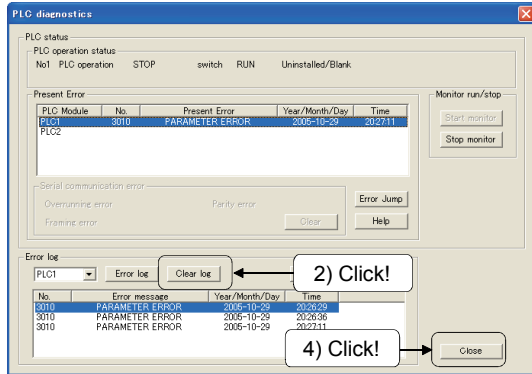 PLC diagnostics
PLC status
PLC operation status
No1 PLC operation STOP switch RUN Uninstalled/Blank
Present Error
PLC Module No. Present Error Year/Month/Day Time
PLC1 3010 PARAMETER ERROR 2005-10-29 20:27:11
PLC2
Monitor run/stop
Start monitor
Stop monitor
Serial communication error
Overrunning error Parity error
Framing error Clear
Error Jump
Help
Error log
PLC1 Error log Clear log
2) Click!
No. Error message Year/Month/Day Time
3010 PARAMETER ERROR 2005-10-29 20:26:29
3010 PARAMETER ERROR 2005-10-29 20:26:36
3010 PARAMETER ERROR 2005-10-29 20:27:11
4) Click!
Close